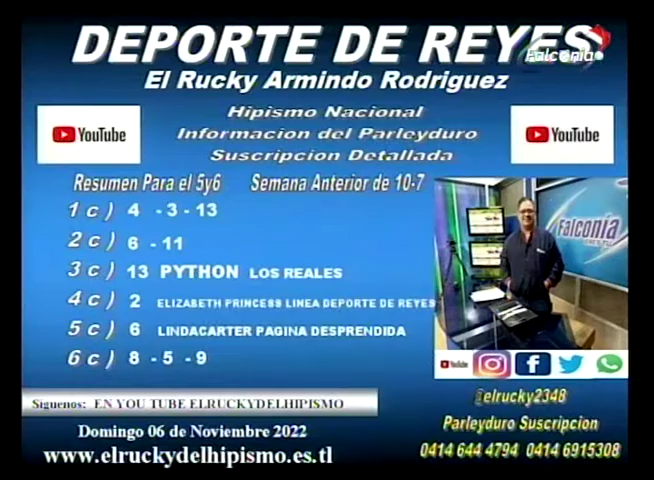 DEPORTE DE REYES
Falconía
El Rucky Armindo Rodriguez
Hipismo Nacional
Informacion del Parleyduro
Suscripcion Detallada
YouTube
YouTube
Resumen Para el 5y6 Semana Anterior de 10-7
1 c ) 4 - 3 - 13
2 c ) 6 - 11
3 c ) 13 PYTHON LOS REALES
4 c ) 2 ELIZABETH PRINCESS LINEA DEPORTE DE REYES
5 c ) 6 LINDACARTER PAGINA DESPRENDIDA
6 c ) 8 - 5 - 9
Falconía
YouTube
Siguenos: EN YOU TUBE ELRUCKYDELHIPISMO
@elrucky2348
Domingo 06 de Noviembre 2022
Parleyduro Suscripcion
www.elruckydelhipismo.es.tl
0414 644 4794 0414 6915308